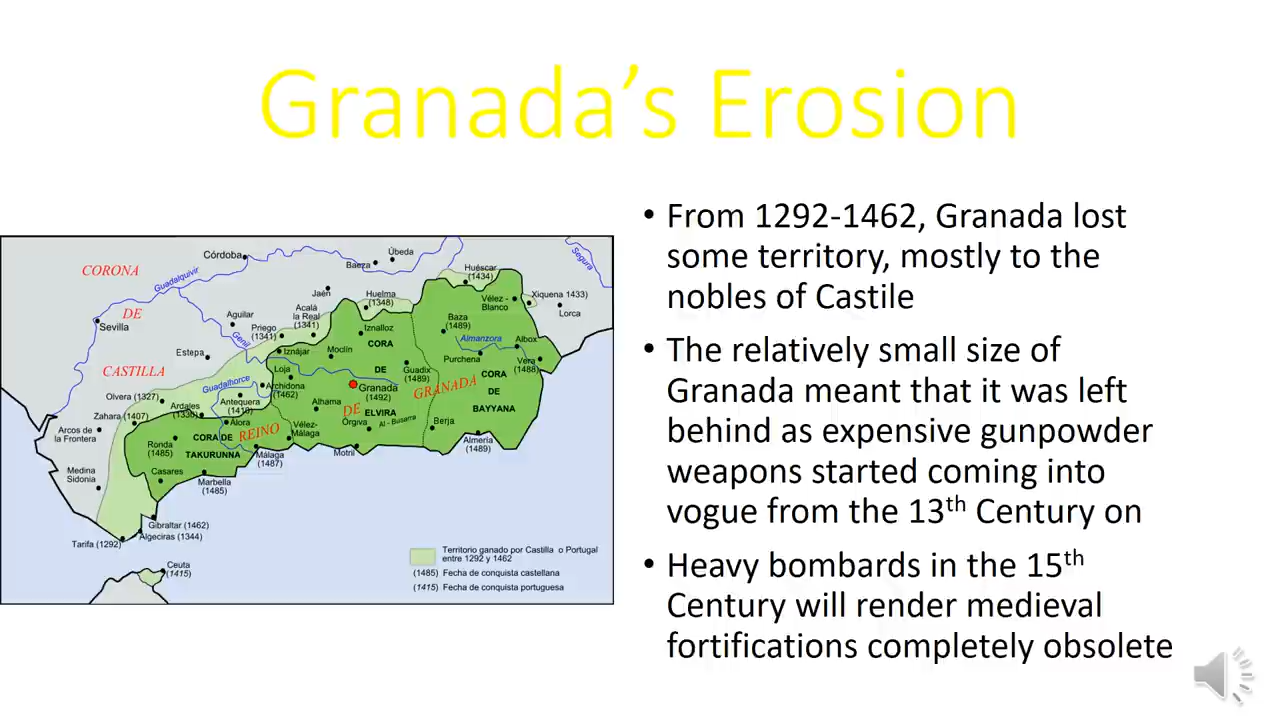 Granada's Erosion
• From 1292-1462, Granada lost
some territory, mostly to the
nobles of Castile
• The relatively small size of
Granada meant that it was left
behind as expensive gunpowder
weapons started coming into
vogue from the 13th Century on
• Heavy bombards in the 15th
Century will render medieval
fortifications completely obsolete
CORONA
DE
CASTILLA
Córdoba
Guadalquivir
Sevilla
Úbeda
Baeza
Segura
Huéscar
(1434)
Jaén
Huelma
(1348)
Vélez -
Blanco
Xiquena 1433)
Lorca
Acalá
la Real
(1341)
Aguilar
Priego
(1341)
Genil
Iznalloz
Baza
(1489)
Almanzora
Albox
Estepa
Iznájar
Moclín
CORA
DE
ELVIRA
Purchena
Vera
(1488)
Loja
Guadix
(1489)
CORA
DE
BAYYANA
Guadalhorce
Archidona
(1462)
Granada
(1492)
REINO
DE
GRANADA
Olvera (1327)
Ardales
Antequera
Alhama
Zahara (1407)
Álora
Vélez-
Málaga
Órgiva
Berja
Arcos de
la Frontera
Ronda
(1485)
CORA DE
TAKURUNNA
Málaga
(1487)
Motril
Almería
(1489)
Medina
Sidonia
Casares
Marbella
(1485)
Gibraltar (1462)
Algeciras (1344)
Tarifa (1292)
Ceuta
(1415)
Territorio ganado por Castilla o Portugal
entre 1292 y 1462
(1485) Fecha de conquista castellana
(1415) Fecha de conquista portuguesa